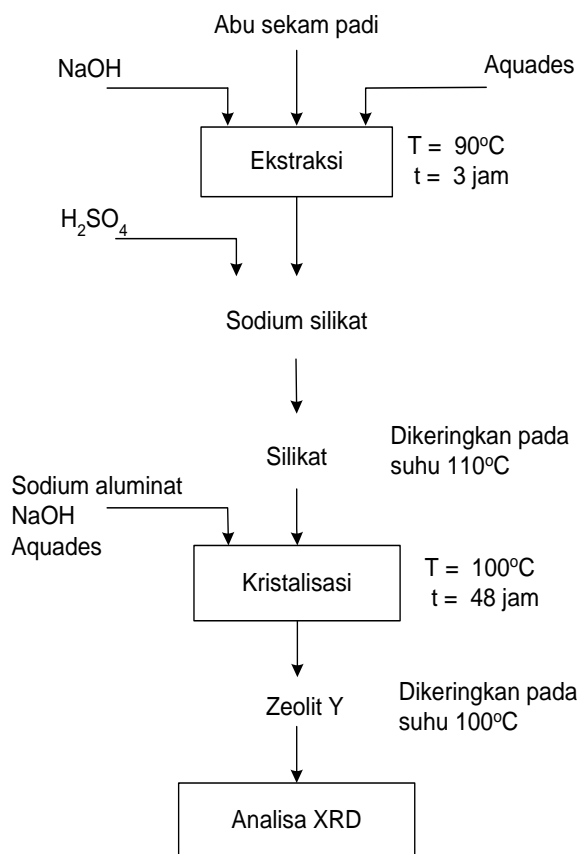 Abu sekam padi
NaOH
Aquades
Ekstraksi
T = 90°C
t = 3 jam
H₂SO₄
Sodium silikat
Silikat
Dikeringkan pada
suhu 110°C
Sodium aluminat
NaOH
Aquades
Kristalisasi
T = 100°C
t = 48 jam
Zeolit Y
Dikeringkan pada
suhu 100°C
Analisa XRD